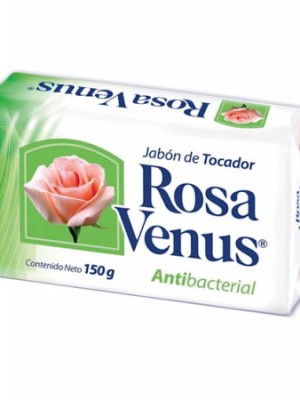 Rosa Venus®
Jabón de Tocador
Rosa
Venus®
Contenido Neto 150 g
Antibacterial